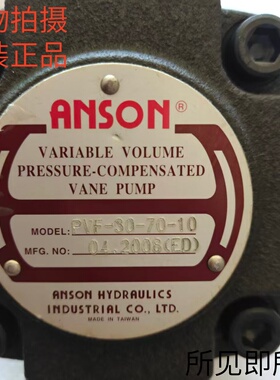 物拍摄
装正品
ANSON®
VARIABLE VOLUME
PRESSURE-COMPENSATED
VANE PUMP
MODEL: PVF-30-70-10
MFG. NO: 04.2006(ED)
ANSON HYDRAULICS
INDUSTRIAL CO., LTD.
MADE IN TAIWAN
所见即所